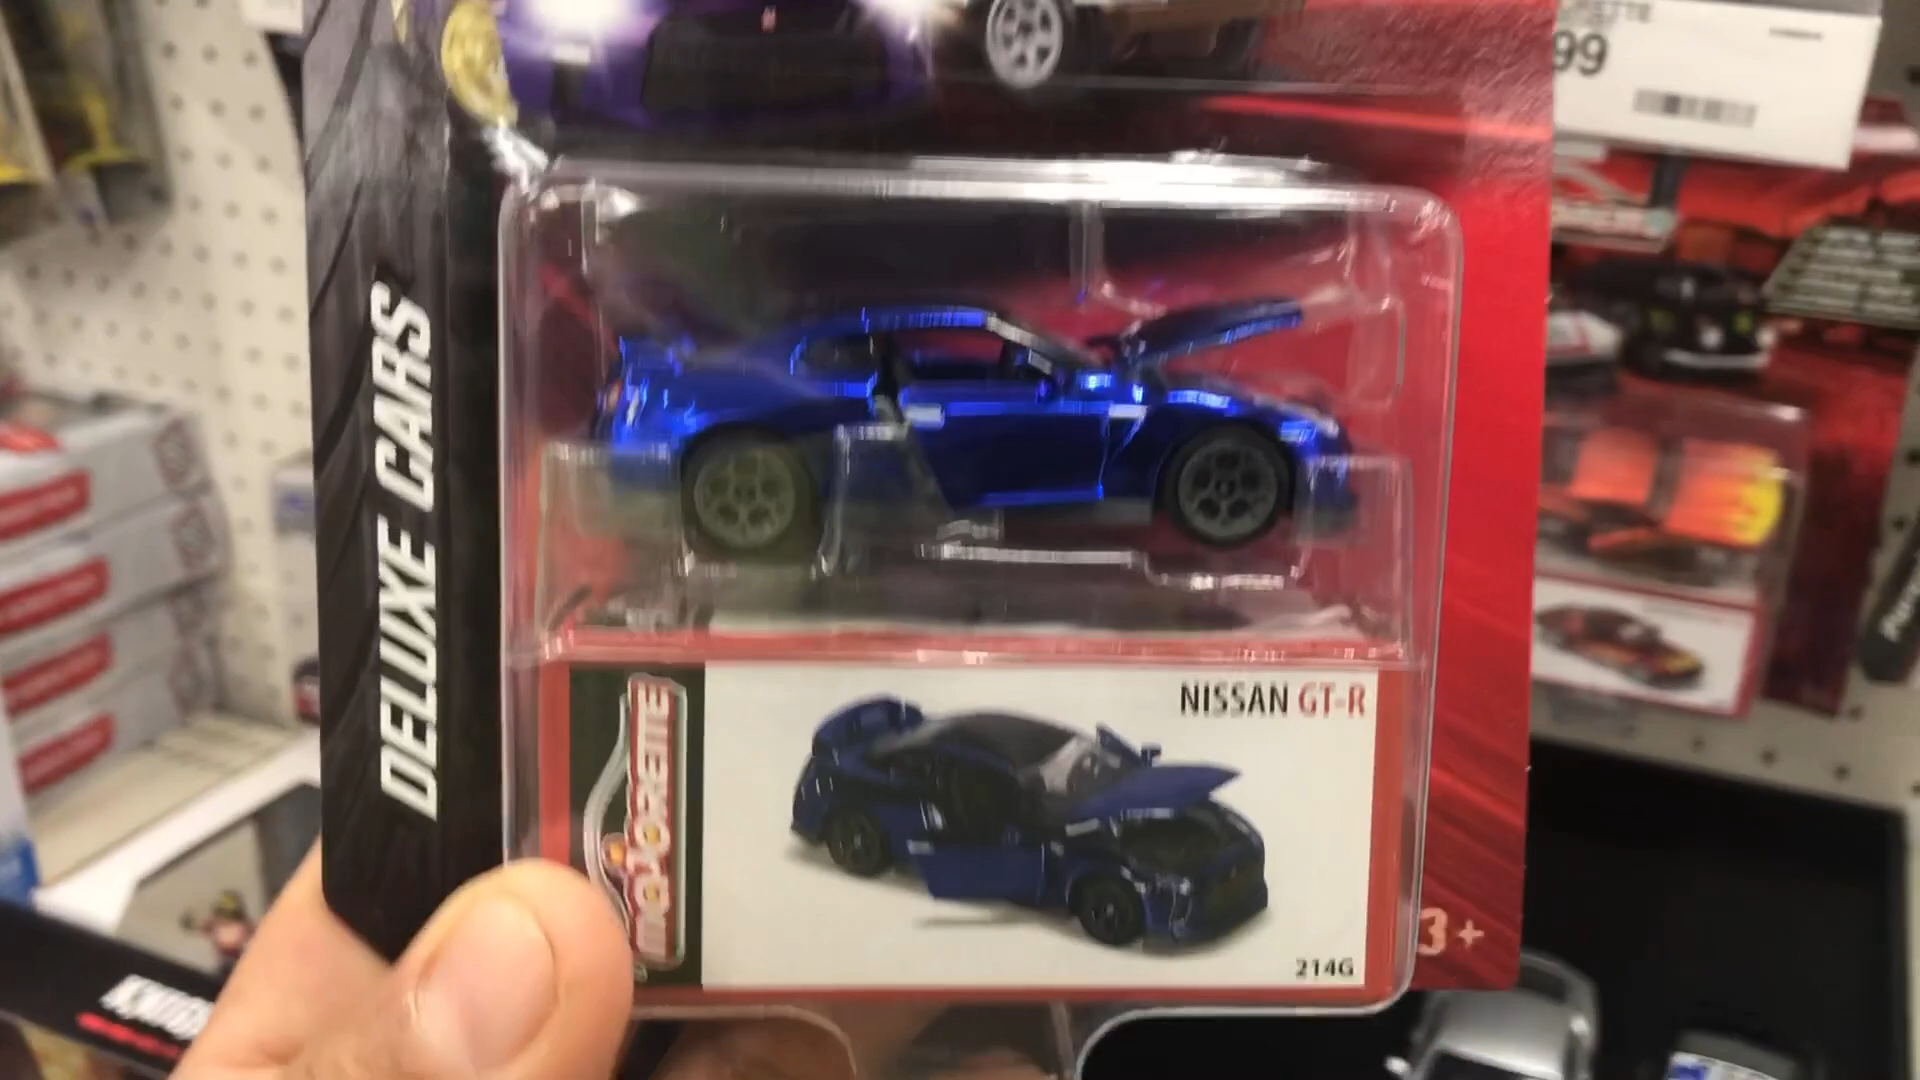 DELUXE CARS
MAJORETTE
NISSAN GT-R
214G
3+
99